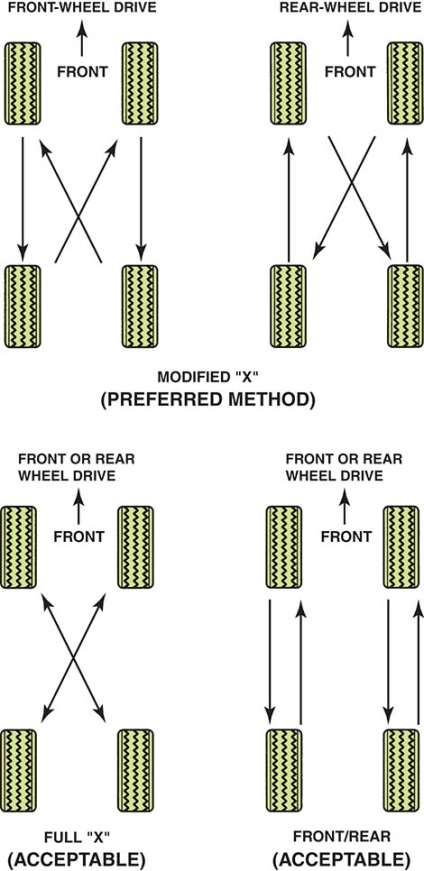 FRONT-WHEEL DRIVE
FRONT
REAR-WHEEL DRIVE
FRONT
MODIFIED "X"
(PREFERRED METHOD)
FRONT OR REAR
WHEEL DRIVE
FRONT
FRONT OR REAR
WHEEL DRIVE
FRONT
FULL "X"
(ACCEPTABLE)
FRONT/REAR
(ACCEPTABLE)